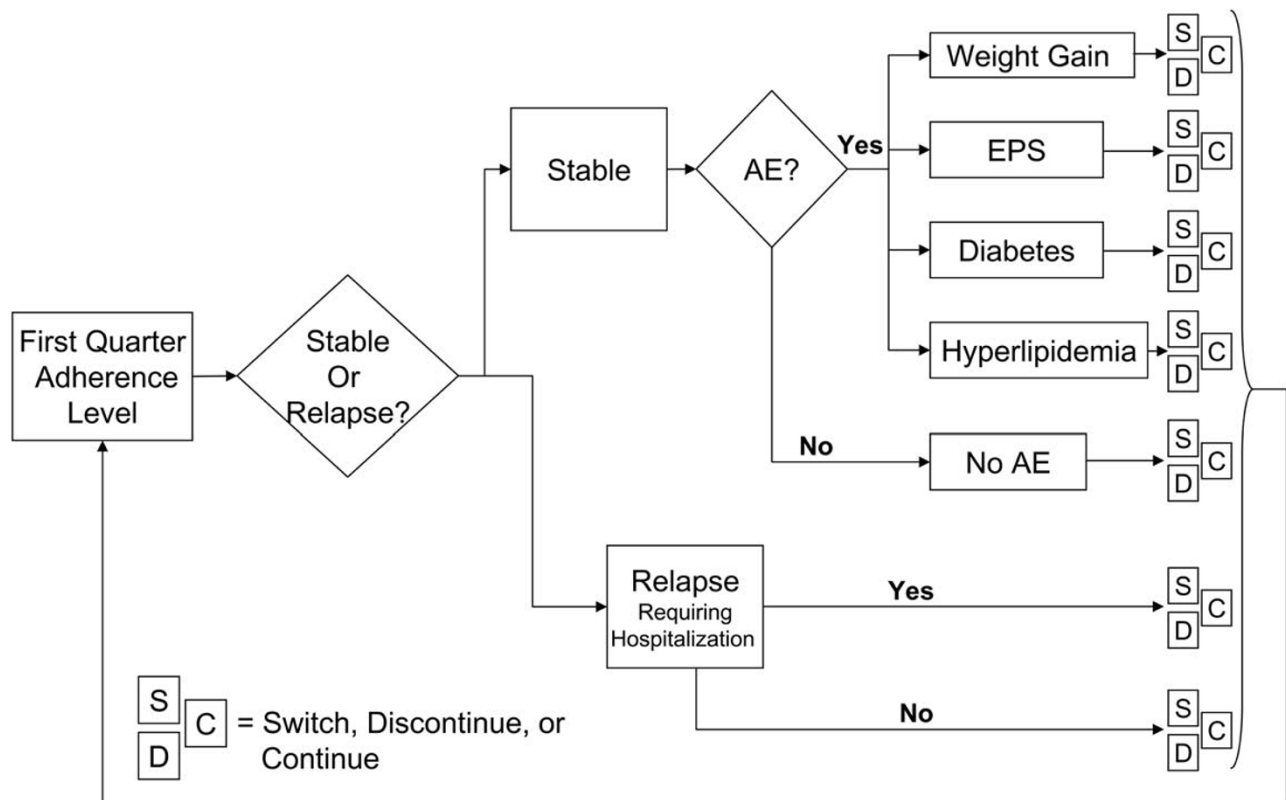 First Quarter
Adherence
Level
Stable
Or
Relapse?
Stable
AE?
Yes
Weight Gain
S
C
D
EPS
S
C
D
Diabetes
S
C
D
Hyperlipidemia
S
C
D
No
No AE
S
C
D
Relapse
Requiring
Hospitalization
Yes
S
C
D
No
S
C
D
S
C
D
= Switch, Discontinue, or
Continue